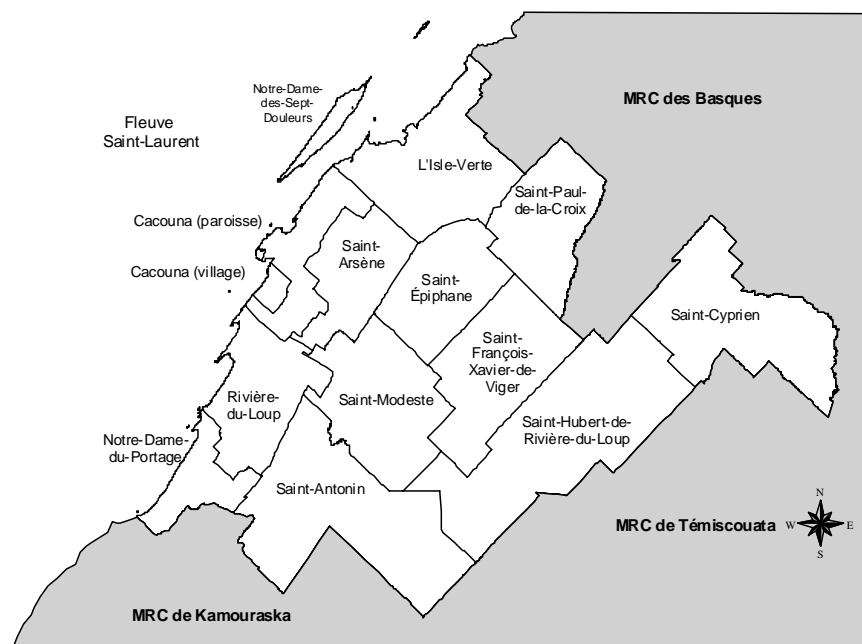 Notre-Dame-
des-Sept-
Douleurs
MRC des Basques
Fleuve
Saint-Laurent
L'Isle-Verte
Saint-Paul-
de-la-Croix
Cacouna (paroisse)
Saint-
Arsène
Cacouna (village)
Saint-
Épiphane
Saint-Cyprien
Saint-
François-
Xavier-de-
Viger
Rivière-
du-Loup
Saint-Modeste
Saint-Hubert-de-
Rivière-du-Loup
Notre-Dame-
du-Portage
Saint-Antonin
MRC de Témiscouata
N
W
E
S
MRC de Kamouraska